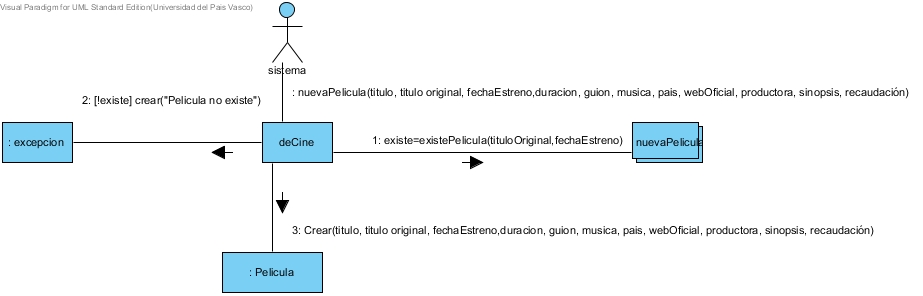 Visual Paradigm for UML Standard Edition(Universidad del Pais Vasco)
sistema
2: [!existe] crear("Pelicula no existe")
: nuevaPelicula(titulo, titulo original, fechaEstreno,duracion, guion, musica, pais, webOficial, productora, sinopsis, recaudación)
: excepcion
deCine
1: existe=existePelicula(tituloOriginal,fechaEstreno)
nuevaPelicula
3: Crear(titulo, titulo original, fechaEstreno,duracion, guion, musica, pais, webOficial, productora, sinopsis, recaudación)
: Pelicula